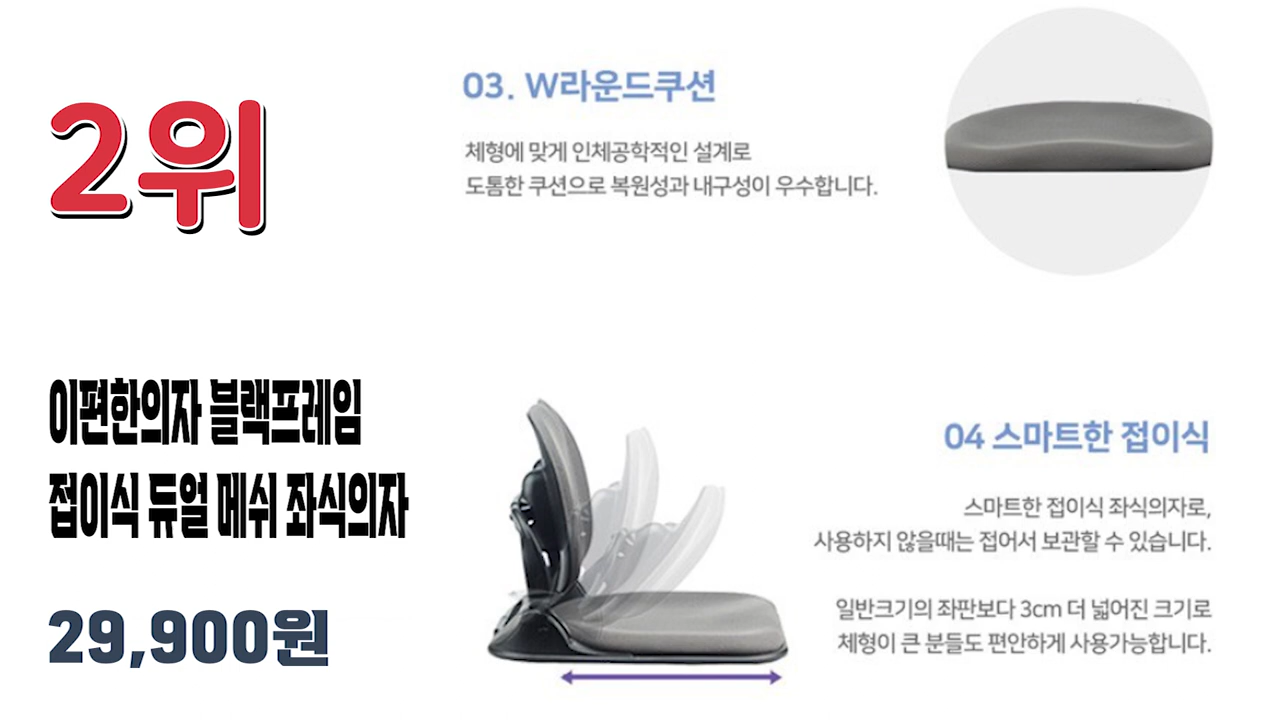 2위
이편한의자 블랙프레임
접이식 듀얼 메쉬 좌식의자
29,900원
03. W라운드쿠션
체형에 맞게 인체공학적인 설계로
도톰한 쿠션으로 복원성과 내구성이 우수합니다.
04 스마트한 접이식
스마트한 접이식 좌식의자로,
사용하지 않을때는 접어서 보관할 수 있습니다.
일반크기의 좌판보다 3cm 더 넓어진 크기로
체형이 큰 분들도 편안하게 사용가능합니다.